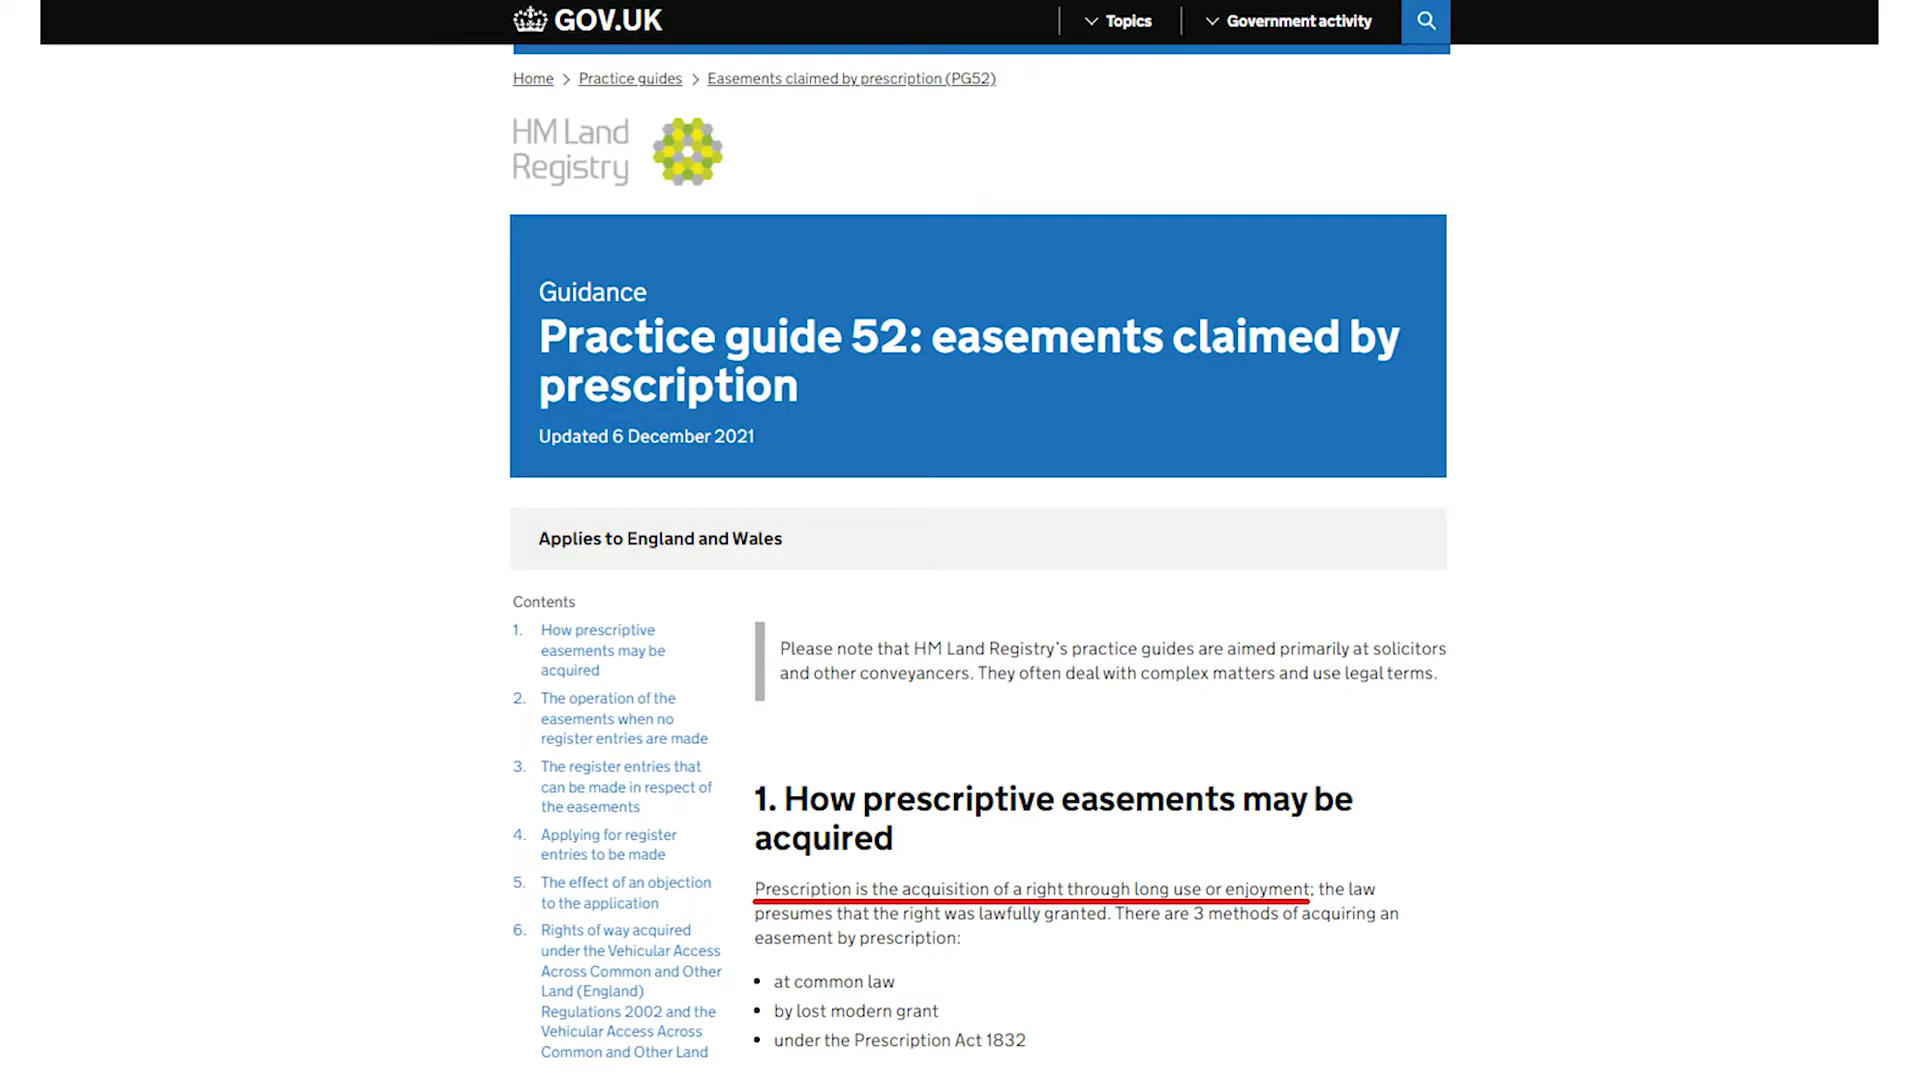 GOV.UK
Topics
Government activity
Home > Practice guides > Easements claimed by prescription (PG52)
HM Land
Registry
Guidance
Practice guide 52: easements claimed by
prescription
Updated 6 December 2021
Applies to England and Wales
Contents
1. How prescriptive
easements may be
acquired
2. The operation of the
easements when no
register entries are made
3. The register entries that
can be made in respect of
the easements
4. Applying for register
entries to be made
5. The effect of an objection
to the application
6. Rights of way acquired
under the Vehicular Access
Across Common and Other
Land (England)
Regulations 2002 and the
Vehicular Access Across
Common and Other Land
Please note that HM Land Registry's practice guides are aimed primarily at solicitors
and other conveyancers. They often deal with complex matters and use legal terms.
1. How prescriptive easements may be
acquired
Prescription is the acquisition of a right through long use or enjoyment; the law
presumes that the right was lawfully granted. There are 3 methods of acquiring an
easement by prescription:
• at common law
• by lost modern grant
• under the Prescription Act 1832